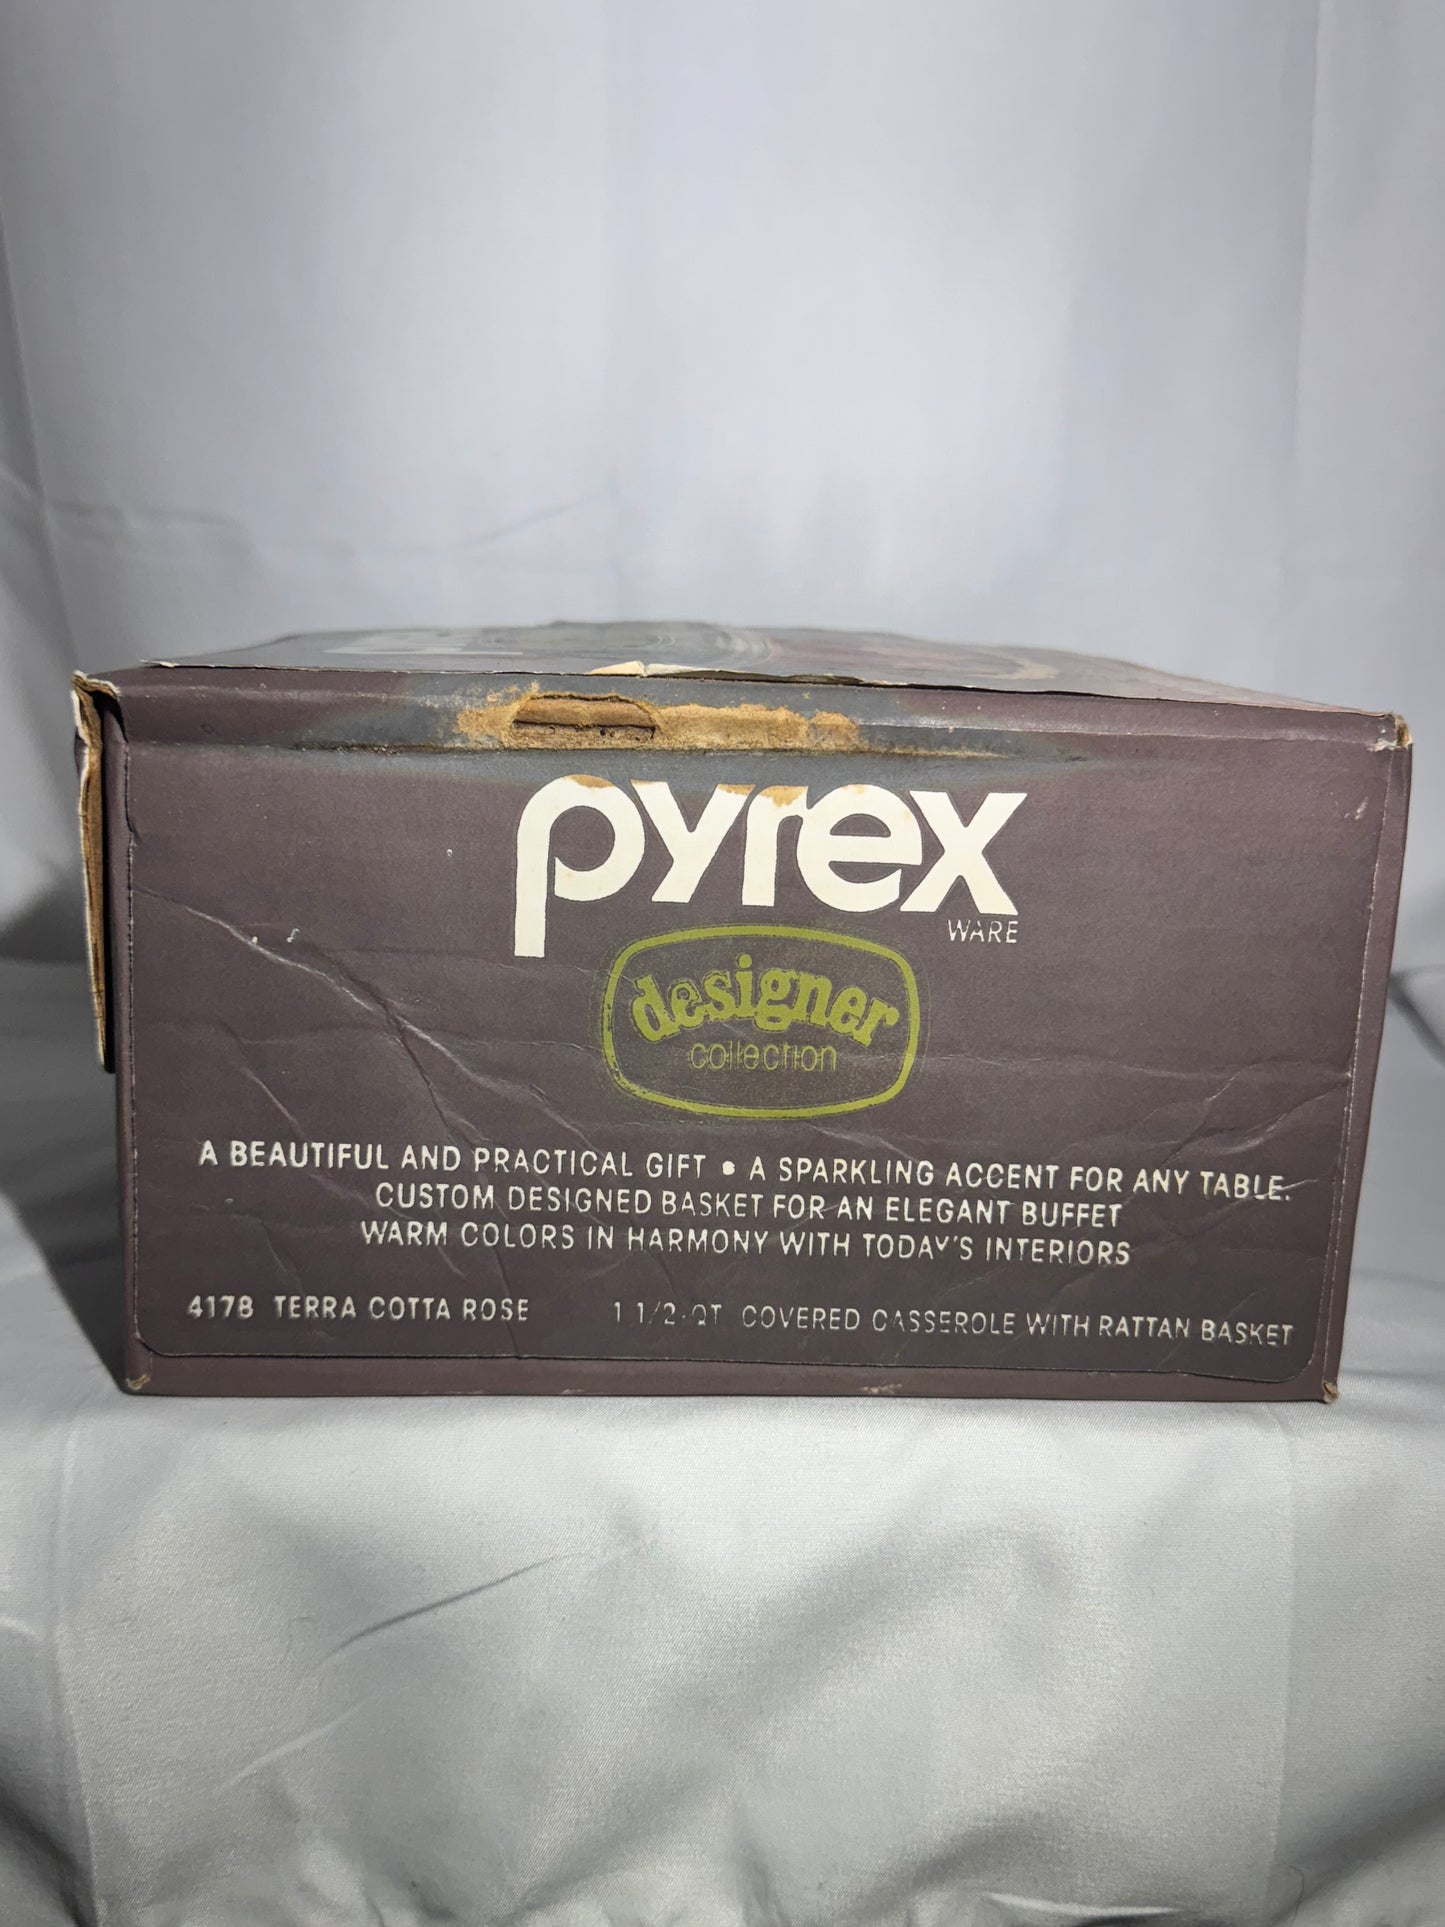 pyrex
WARE
designer
collection
A BEAUTIFUL AND PRACTICAL GIFT • A SPARKLING ACCENT FOR ANY TABLE.
CUSTOM DESIGNED BASKET FOR AN ELEGANT BUFFET
WARM COLORS IN HARMONY WITH TODAY'S INTERIORS
4178 TERRA COTTA ROSE 1 1/2-QT COVERED CASSEROLE WITH RATTAN BASKET